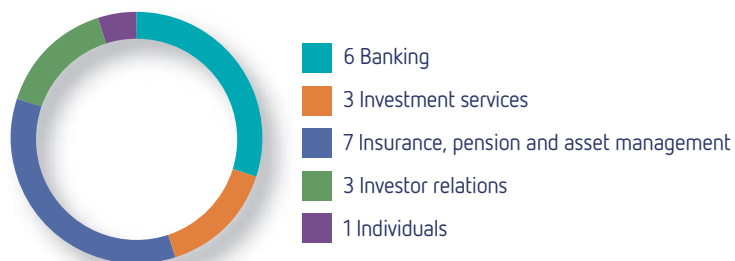 6 Banking
3 Investment services
7 Insurance, pension and asset management
3 Investor relations
1 Individuals